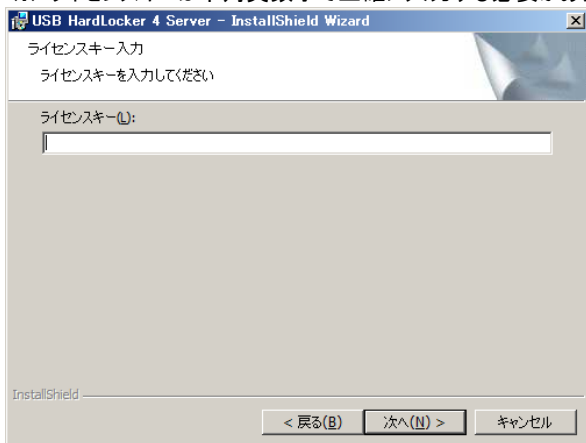 USB HardLocker 4 Server - InstallShield Wizard
ライセンスキー入力
ライセンスキーを入力してください
ライセンスキー(L):
InstallShield
< 戻る(B)
次へ(N) >
キャンセル